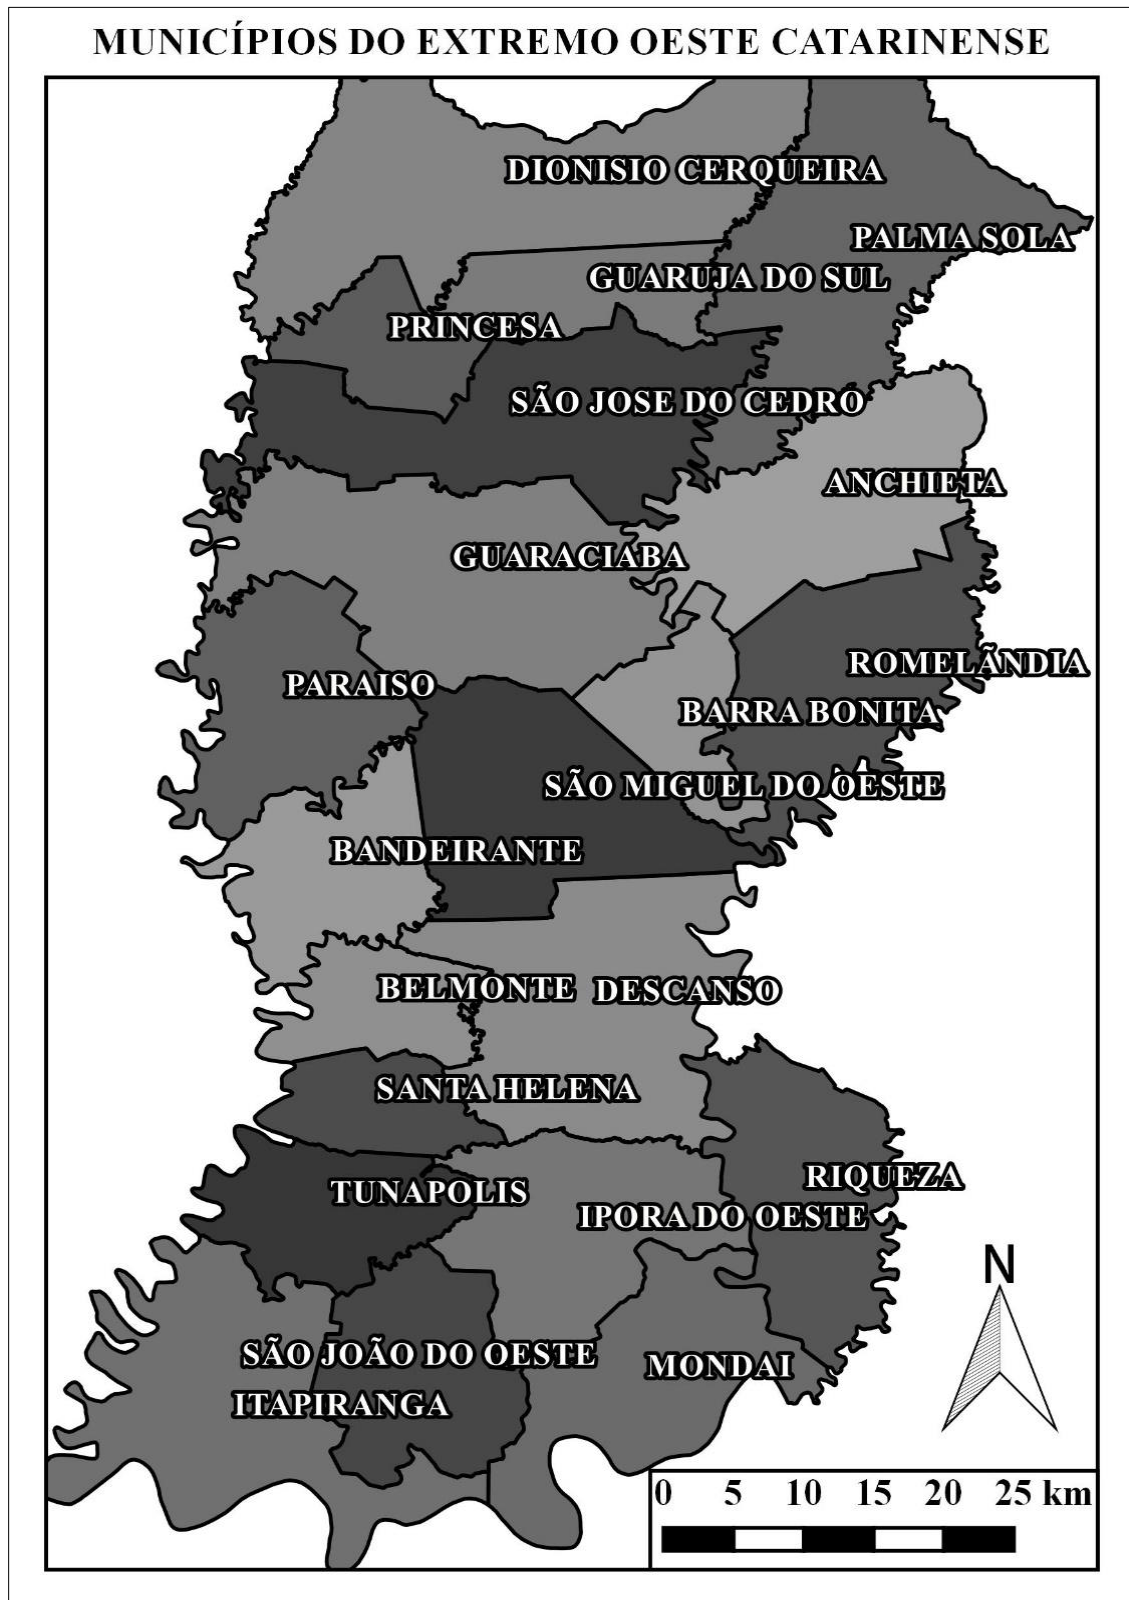 MUNICÍPIOS DO EXTREMO OESTE CATARINENSE
DIONISIO CERQUEIRA
PALMA SOLA
GUARUJA DO SUL
PRINCESA
SÃO JOSE DO CEDRO
ANCHIETA
GUARACIABA
ROMELÃNDIA
PARAISO
BARRA BONITA
SÃO MIGUEL DO OESTE
BANDEIRANTE
BELMONTE
DESCANSO
SANTA HELENA
RIQUEZA
TUNAPOLIS
IPORA DO OESTE
N
SÃO JOÃO DO OESTE
MONDAI
ITAPIRANGA
0 5 10 15 20 25 km